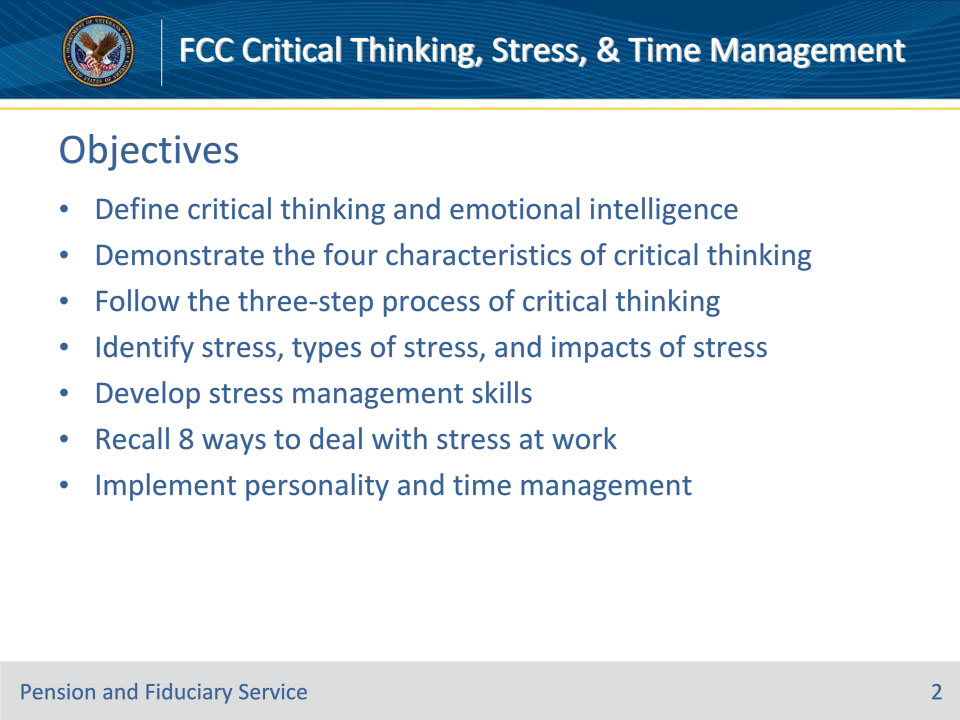 FCC Critical Thinking, Stress, & Time Management
Objectives
• Define critical thinking and emotional intelligence
• Demonstrate the four characteristics of critical thinking
• Follow the three-step process of critical thinking
• Identify stress, types of stress, and impacts of stress
• Develop stress management skills
• Recall 8 ways to deal with stress at work
• Implement personality and time management
Pension and Fiduciary Service
2